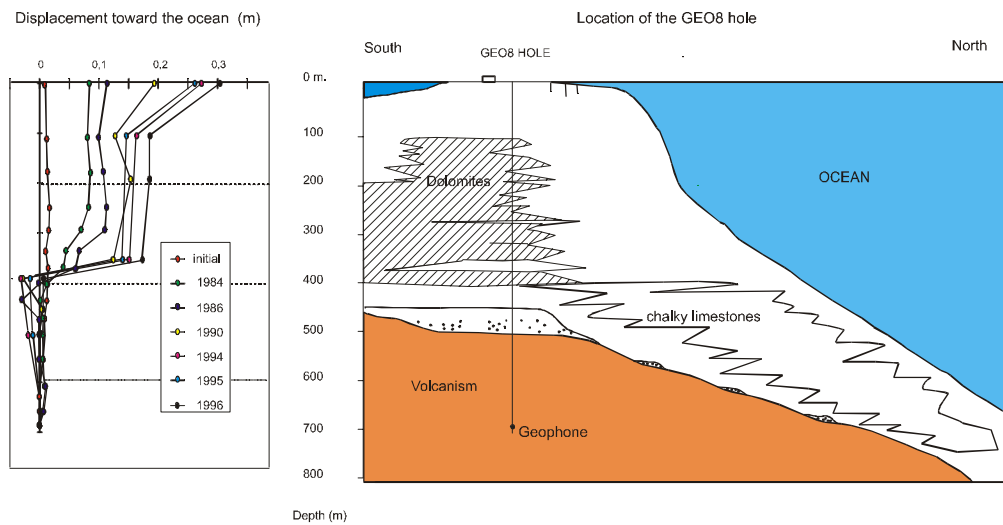 Displacement toward the ocean (m)
0 0,1 0,2 0,3
initial
1984
1986
1990
1994
1995
1996
Location of the GEO8 hole
South
North
GEO8 HOLE
0 m.
100
200
300
400
500
600
700
800
Depth (m)
OCEAN
Dolomites
chalky limestones
Volcanism
Geophone